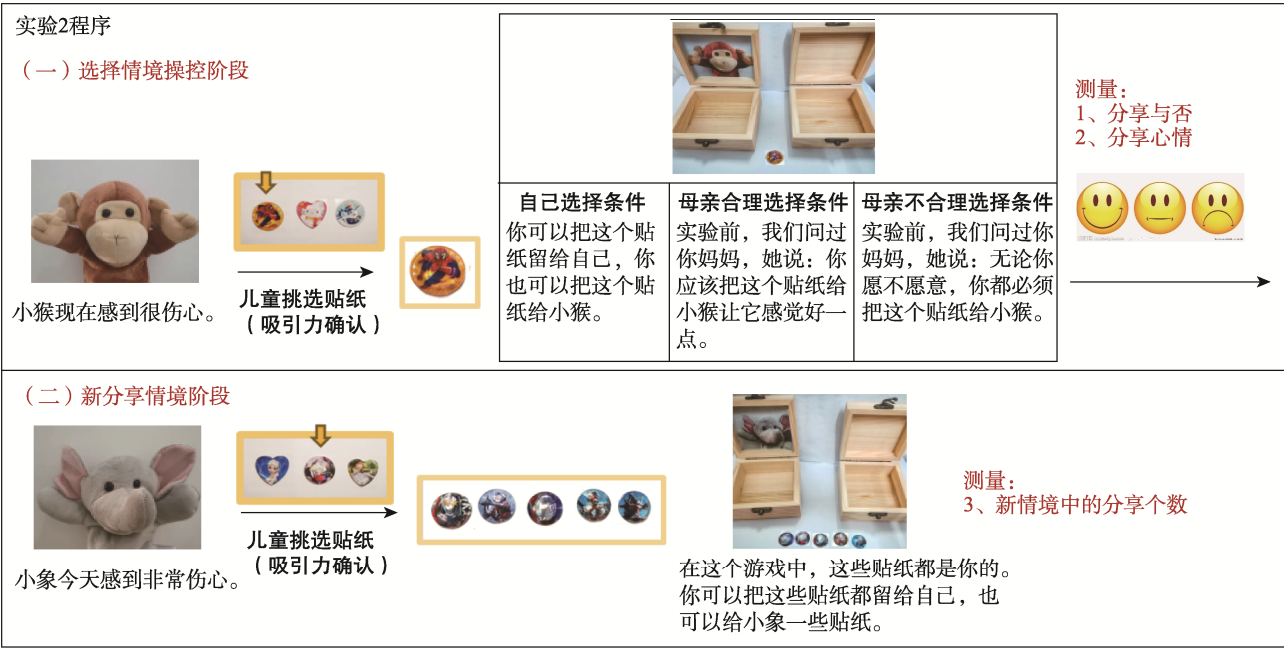 实验2程序
（一）选择情境操控阶段
小猴现在感到很伤心。
儿童挑选贴纸
（吸引力确认）
自己选择条件
你可以把这个贴
纸留给自己，你
也可以把这个贴
纸给小猴。
母亲合理选择条件
实验前，我们问过
你妈妈，她说：你
应该把这个贴纸给
小猴让它感觉好一
点。
母亲不合理选择条件
实验前，我们问过你
妈妈，她说：无论你
愿不愿意，你都必须
把这个贴纸给小猴。
测量：
1、分享与否
2、分享心情
（二）新分享情境阶段
小象今天感到非常伤心。
儿童挑选贴纸
（吸引力确认）
在这个游戏中，这些贴纸都是你的。
你可以把这些贴纸都留给自己，也
可以给小象一些贴纸。
测量：
3、新情境中的分享个数